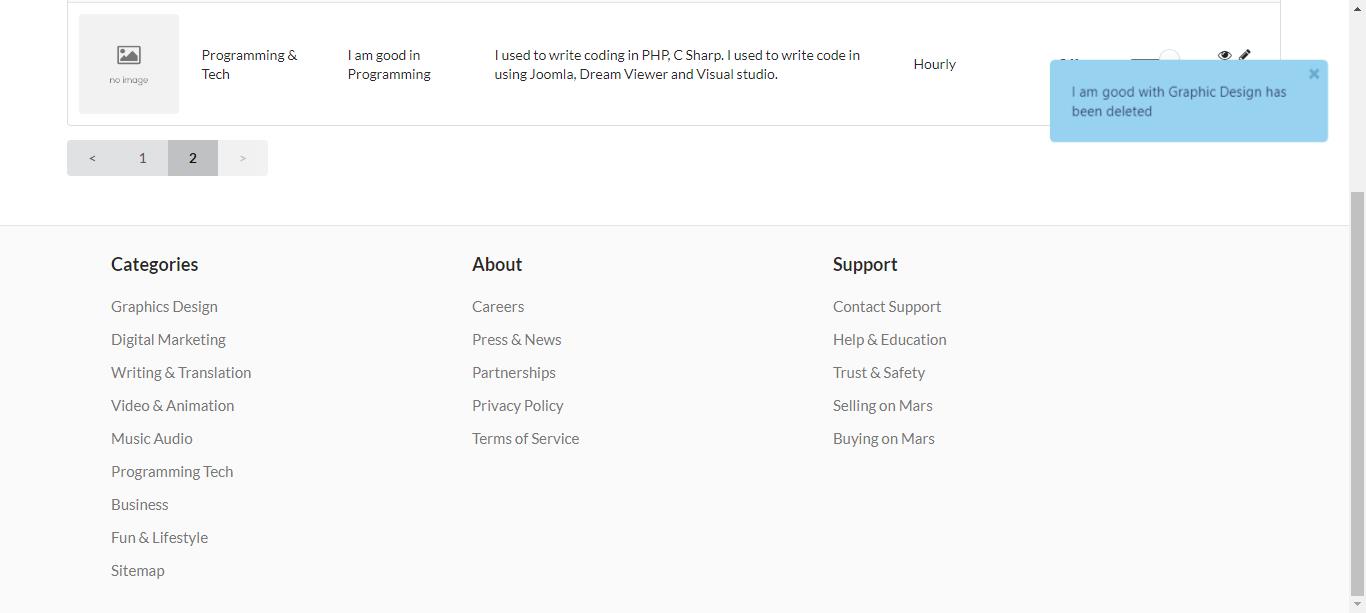 no image
Programming &
Tech
I am good in
Programming
I used to write coding in PHP, C Sharp. I used to write code in
using Joomla, Dream Viewer and Visual studio.
Hourly
I am good with Graphic Design has
been deleted
×
< 1 2 >
Categories
Graphics Design
Digital Marketing
Writing & Translation
Video & Animation
Music Audio
Programming Tech
Business
Fun & Lifestyle
Sitemap
About
Careers
Press & News
Partnerships
Privacy Policy
Terms of Service
Support
Contact Support
Help & Education
Trust & Safety
Selling on Mars
Buying on Mars